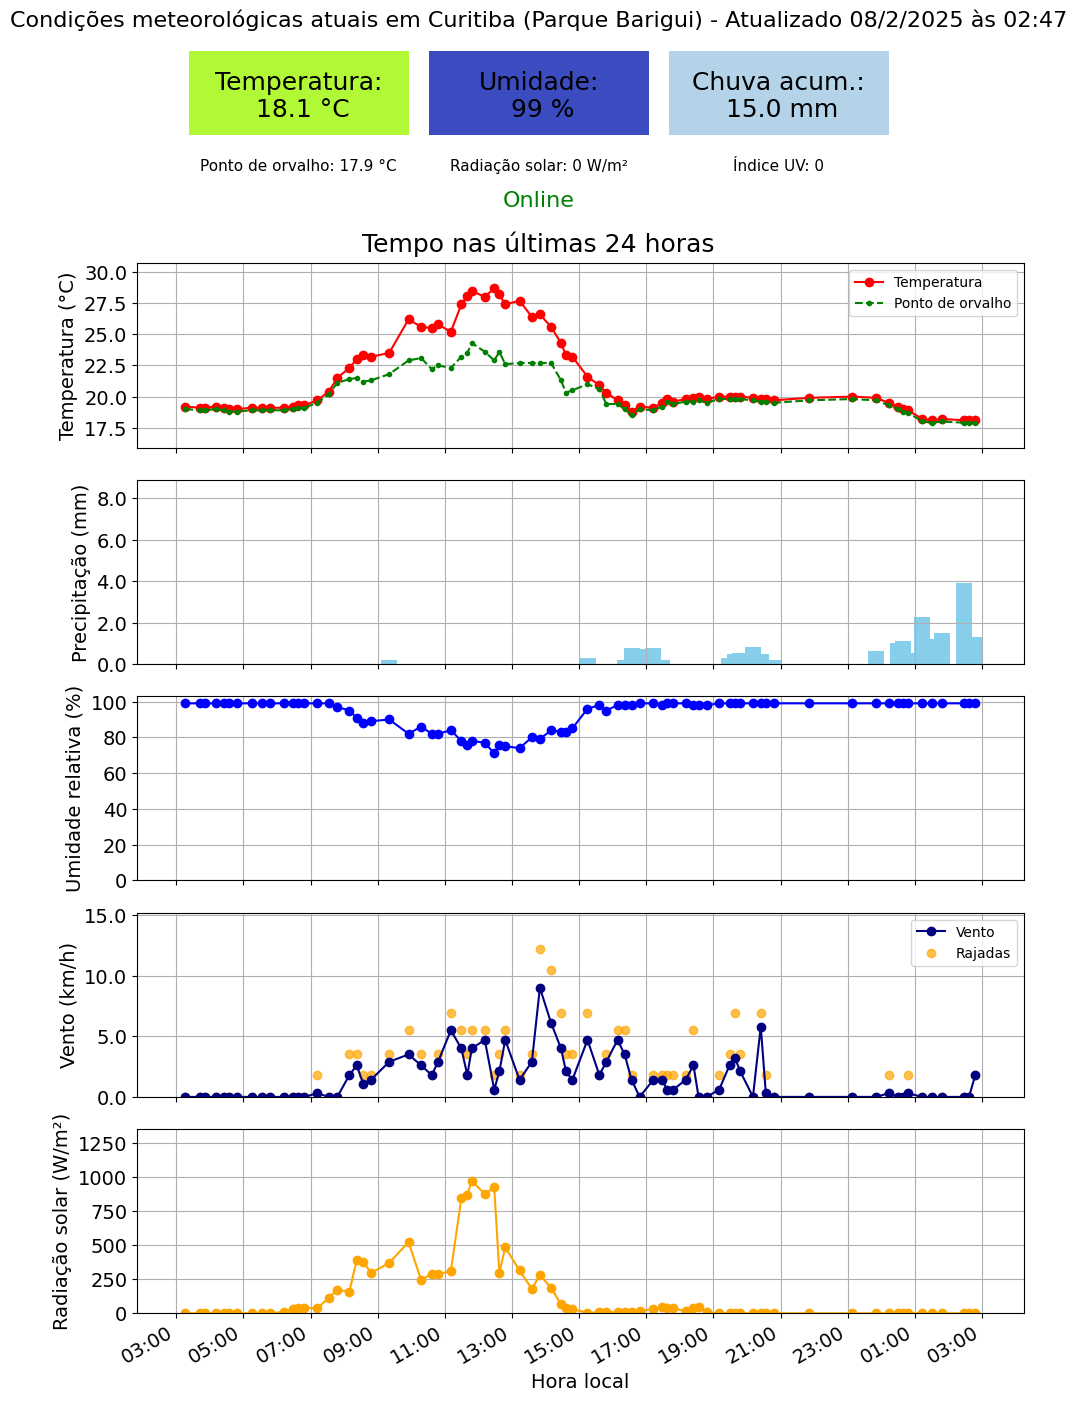 Condições meteorológicas atuais em Curitiba (Parque Barigui) - Atualizado 08/2/2025 às 02:47
Temperatura:
18.1 °C
Umidade:
99 %
Chuva acum.:
15.0 mm
Ponto de orvalho: 17.9 °C
Radiação solar: 0 W/m²
Índice UV: 0
Online
Tempo nas últimas 24 horas
Temperatura (°C)
30.0
27.5
25.0
22.5
20.0
17.5
Temperatura
Ponto de orvalho
Precipitação (mm)
8.0
6.0
4.0
2.0
0.0
Umidade relativa (%)
100
80
60
40
20
0
Vento (km/h)
15.0
10.0
5.0
0.0
Vento
Rajadas
Radiação solar (W/m²)
1250
1000
750
500
250
0
03:00
05:00
07:00
09:00
11:00
13:00
15:00
17:00
19:00
21:00
23:00
01:00
03:00
Hora local